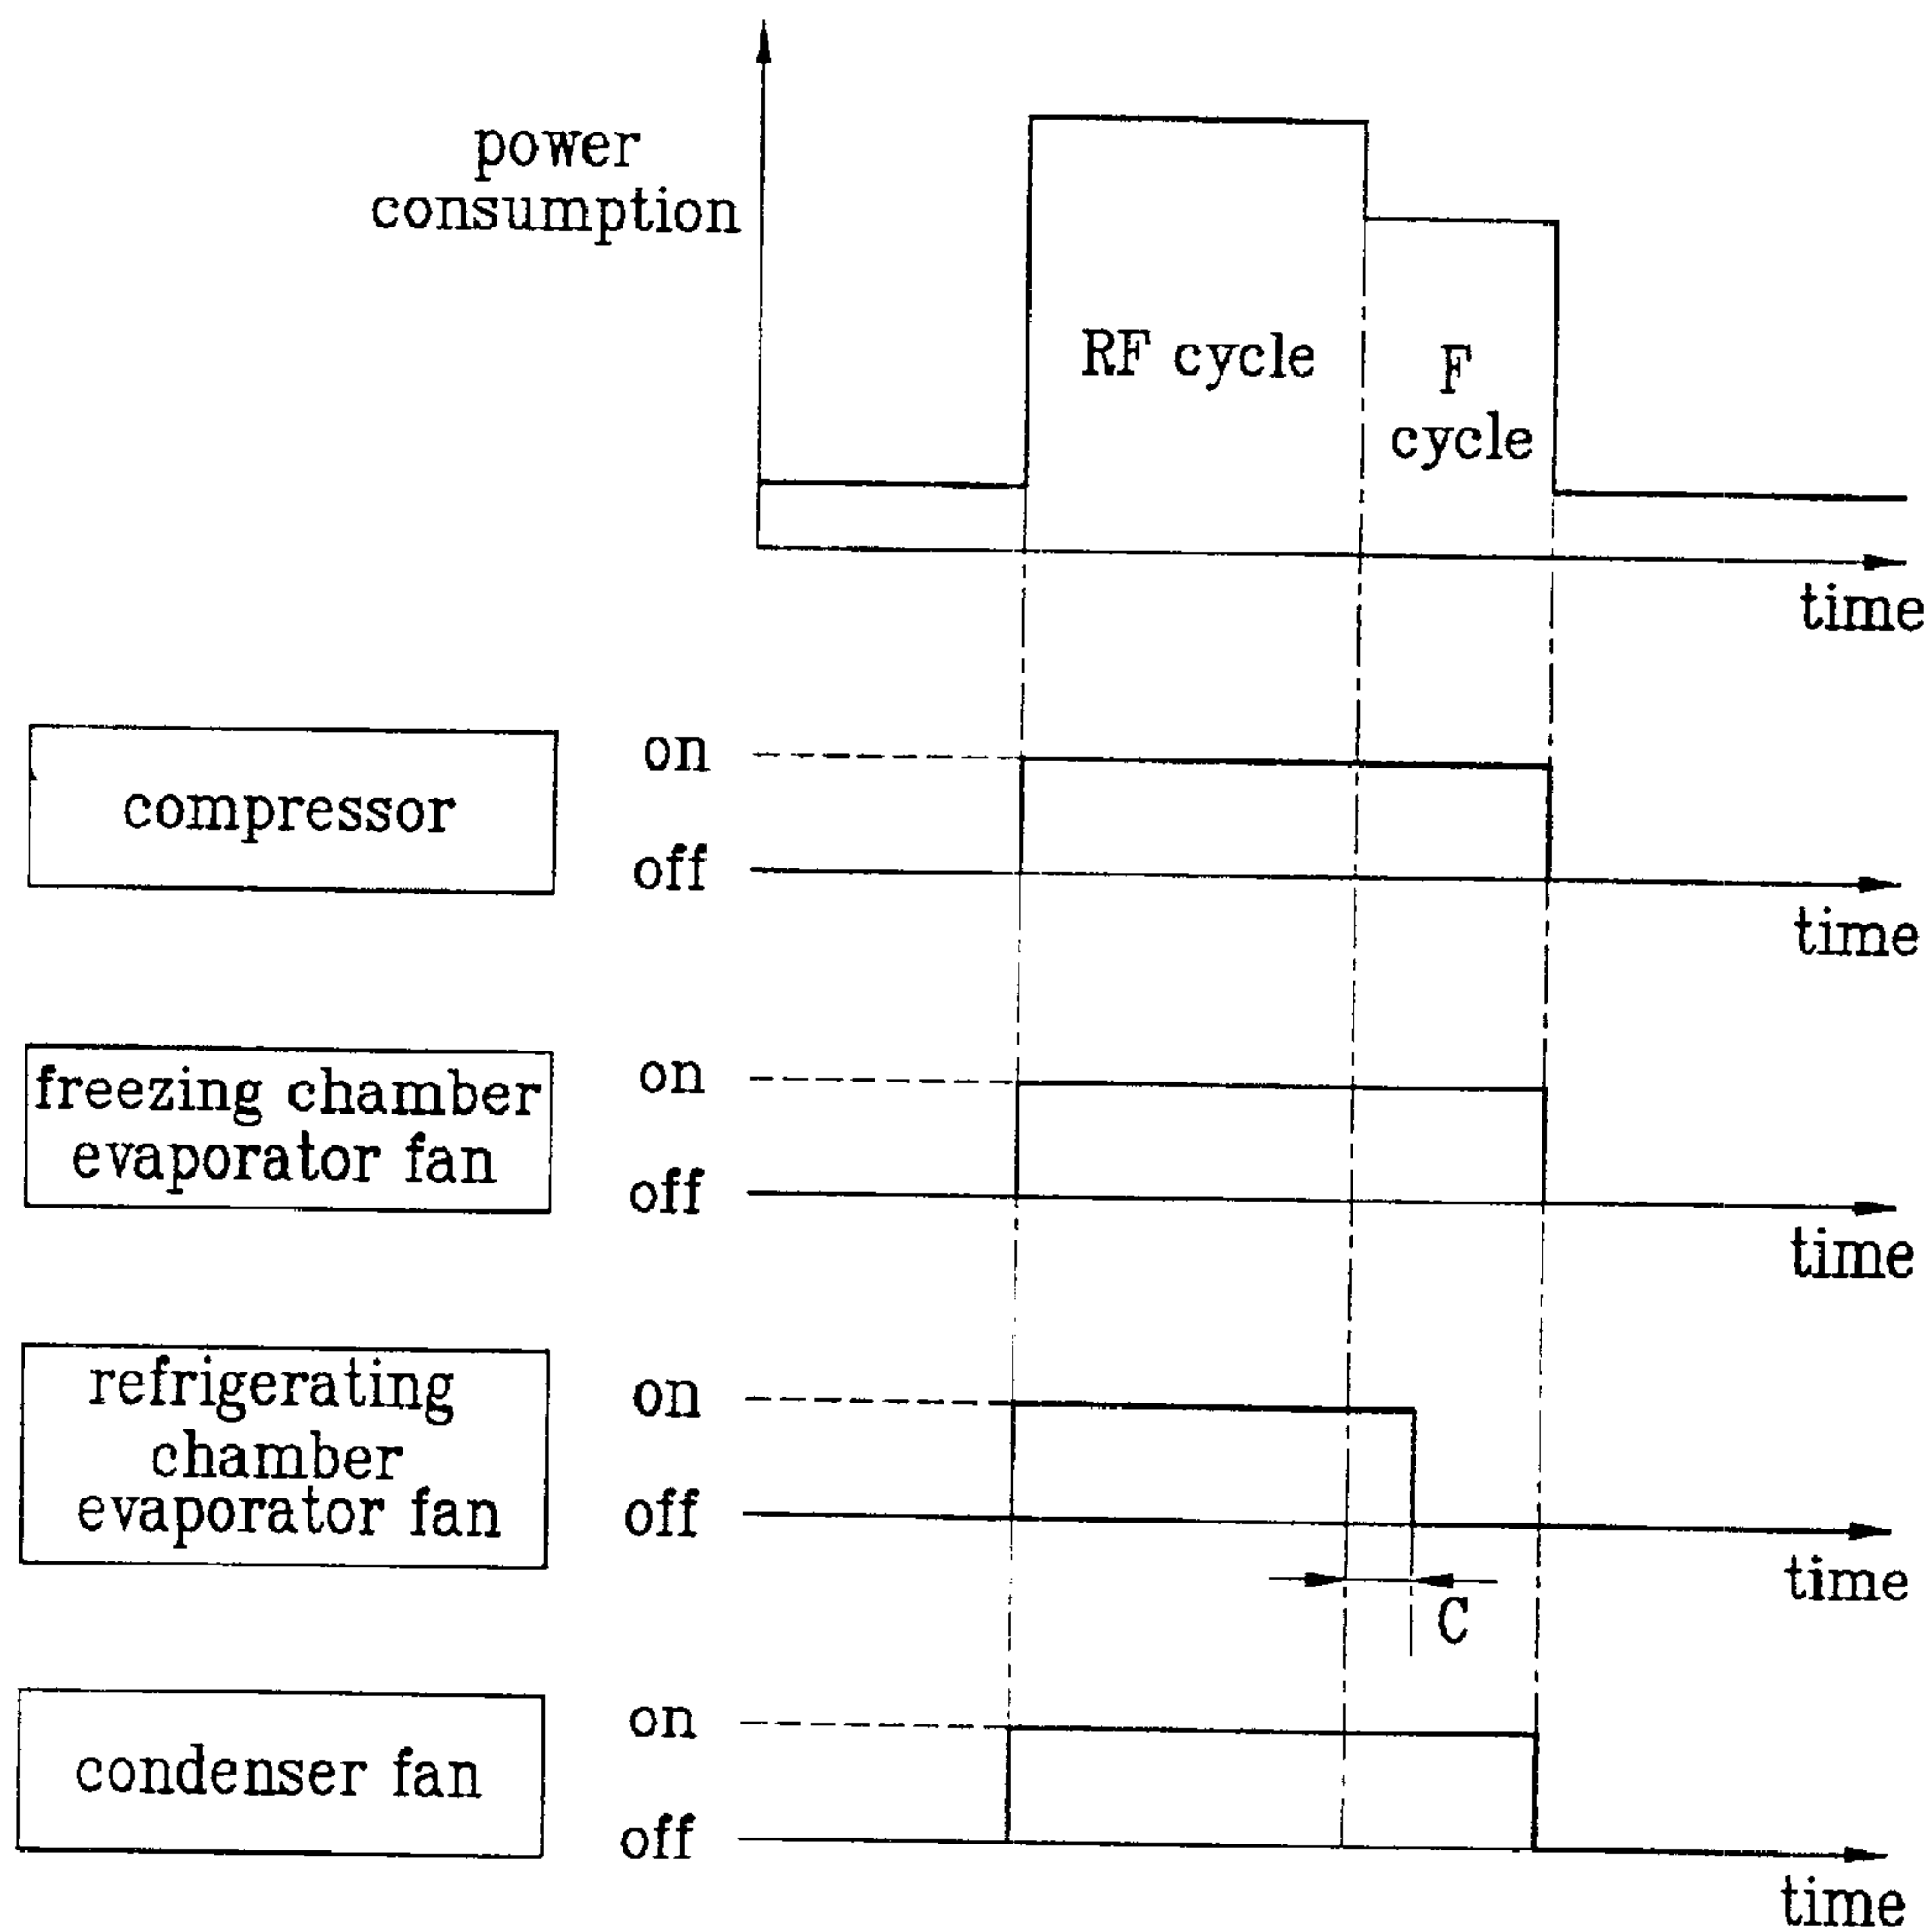 power
consumption
RF cycle
F
cycle
time
on
compressor
off
time
on
freezing chamber
evaporator fan
off
time
refrigerating
on
chamber
evaporator fan
off
time
C
on
condenser fan
off
time